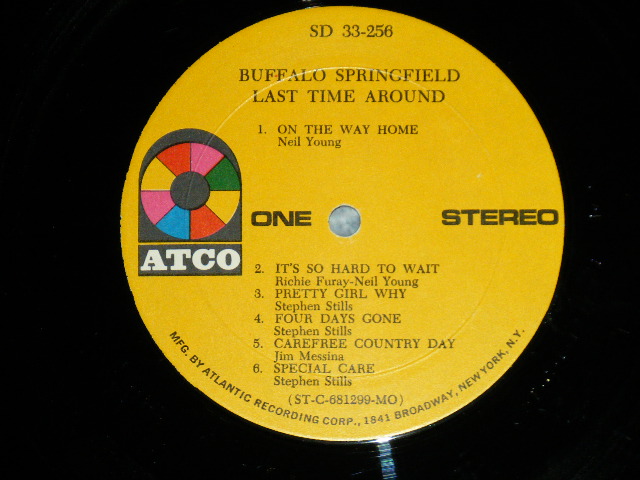 SD 33-256
BUFFALO SPRINGFIELD
LAST TIME AROUND
1. ON THE WAY HOME
Neil Young
ATCO
ONE
STEREO
2. IT'S SO HARD TO WAIT
Richie Furay-Neil Young
3. PRETTY GIRL WHY
Stephen Stills
4. FOUR DAYS GONE
Stephen Stills
5. CAREFREE COUNTRY DAY
Jim Messina
6. SPECIAL CARE
Stephen Stills
(ST-C-681299-MO)
MFG. BY ATLANTIC RECORDING CORP., 1841 BROADWAY, NEW YORK, N.Y.